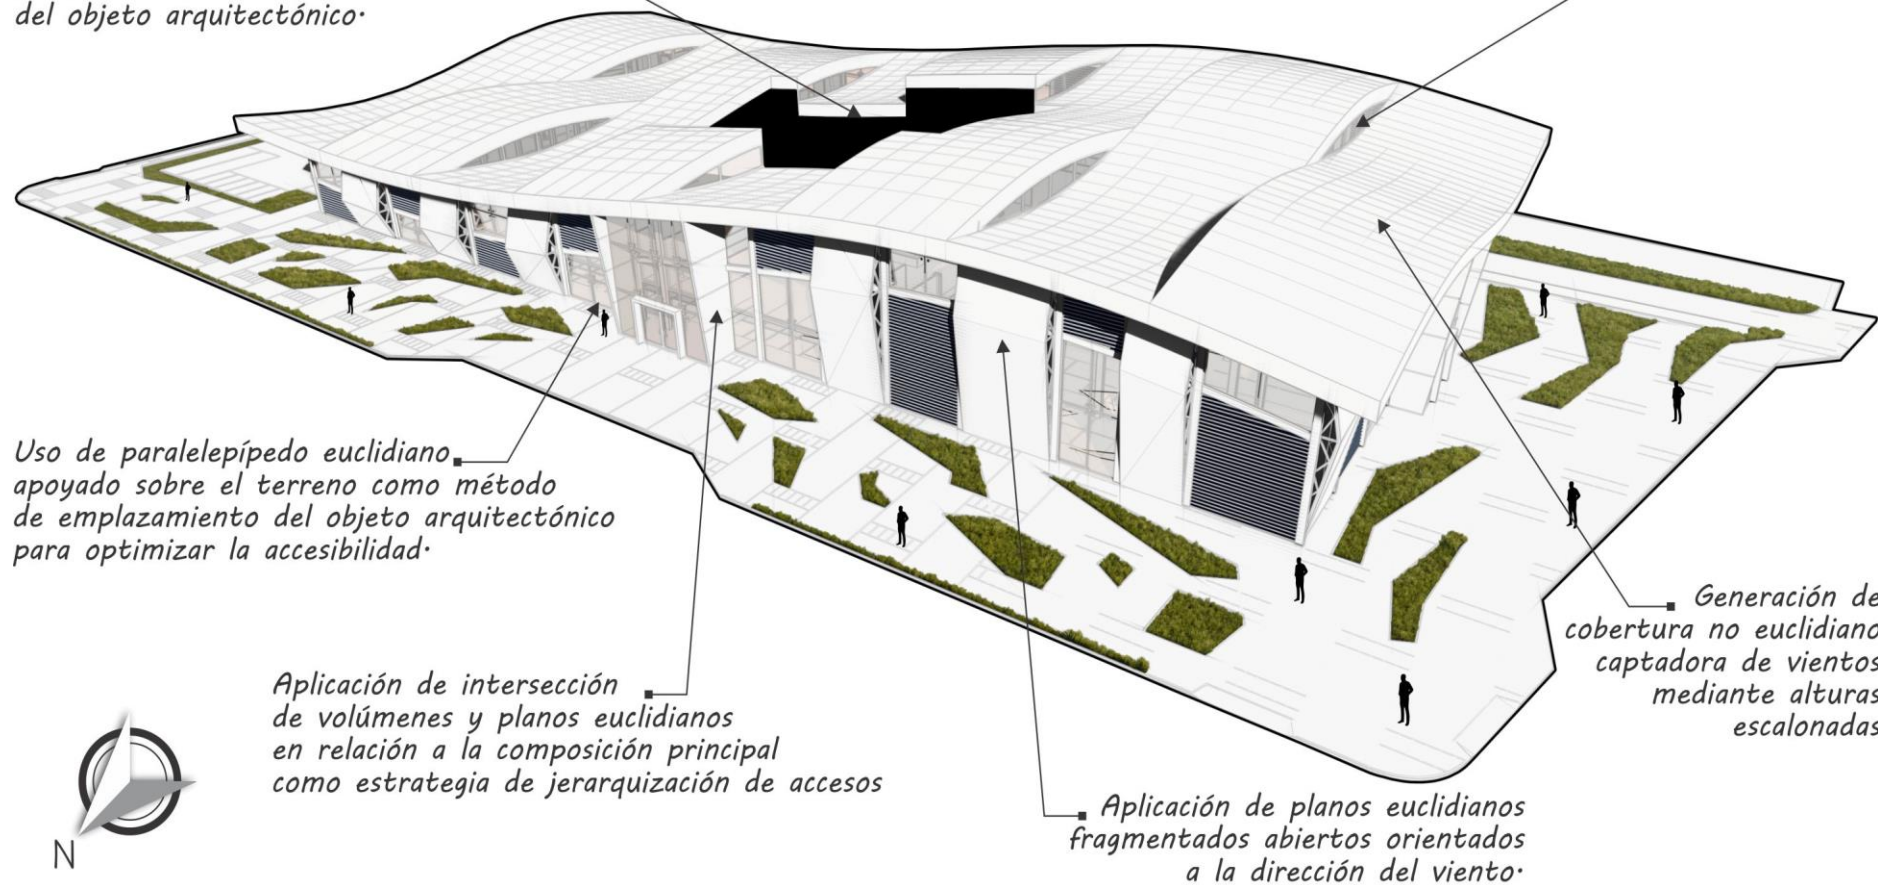 del objeto arquitectónico.
Uso de paralelepípedo euclidiano
apoyado sobre el terreno como método
de emplazamiento del objeto arquitectónico
para optimizar la accesibilidad.
Aplicación de intersección
de volúmenes y planos euclidianos
en relación a la composición principal
como estrategia de jerarquización de accesos
Generación de
cobertura no euclidiano
captadora de vientos
mediante alturas
escalonadas
Aplicación de planos euclidianos
fragmentados abiertos orientados
a la dirección del viento.
N